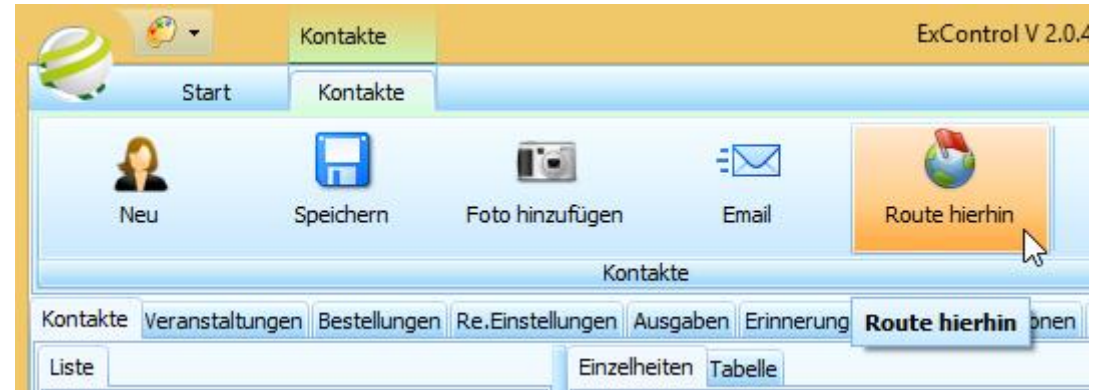 Kontakte
ExControl V 2.0.4
Start Kontakte
Neu Speichern Foto hinzufügen Email Route hierhin
Kontakte
Kontakte Veranstaltungen Bestellungen Re.Einstellungen Ausgaben Erinnerung Route hierhin
Liste Einzelheiten Tabelle